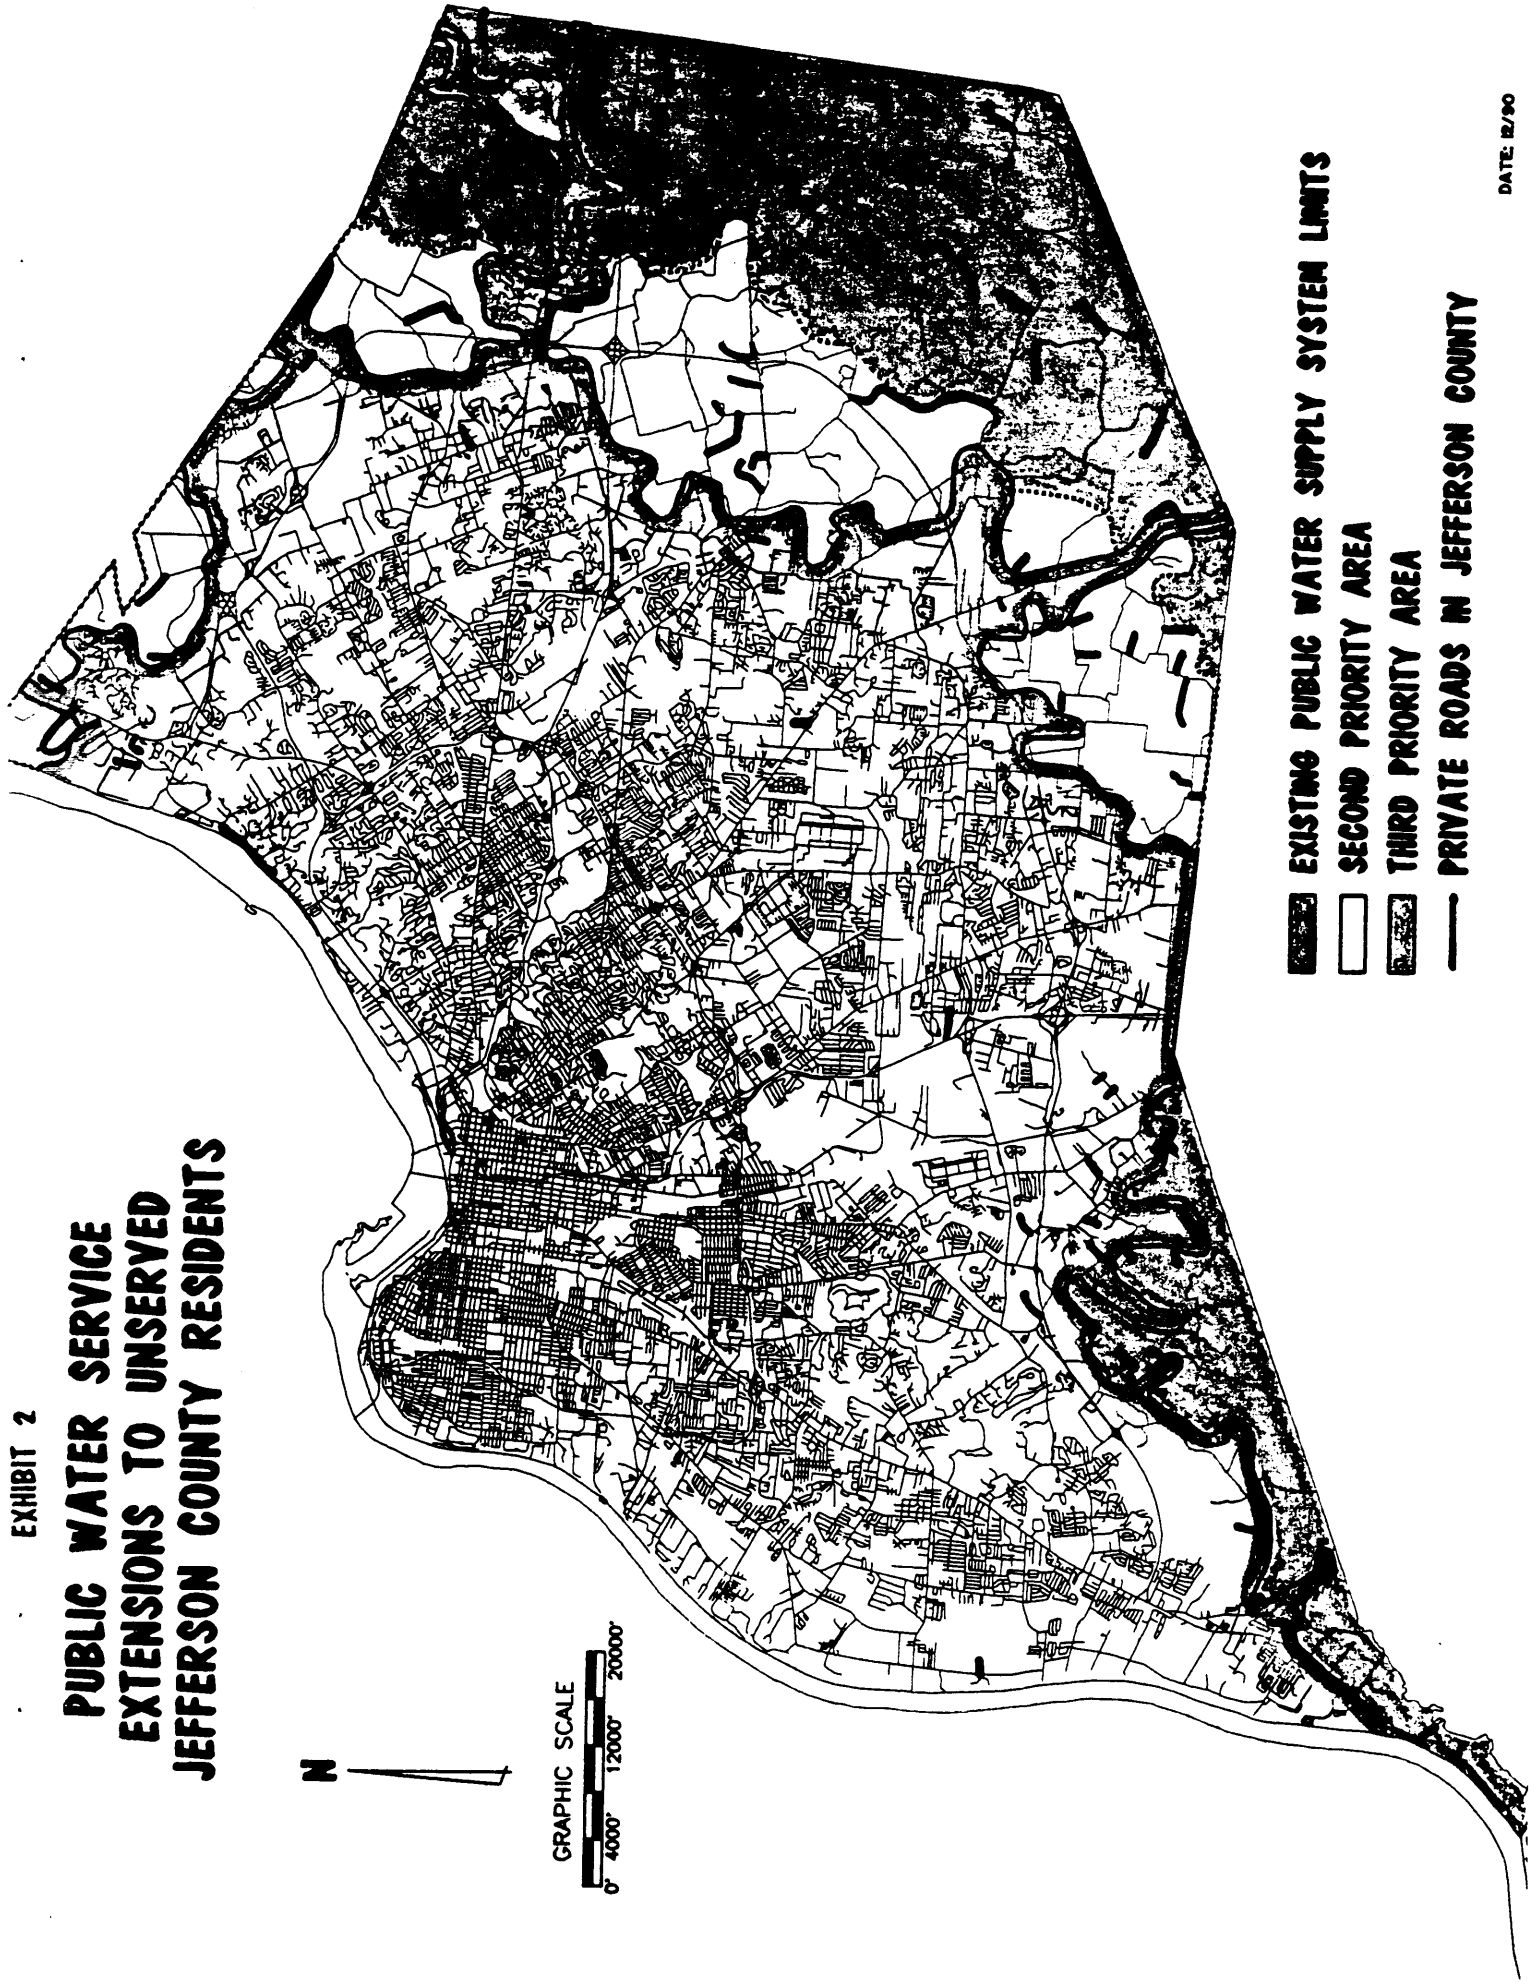 EXHIBIT 2
PUBLIC WATER SERVICE
EXTENSIONS TO UNSERVED
JEFFERSON COUNTY RESIDENTS
N
GRAPHIC SCALE
0' 4000' 12000' 20000'
EXISTING PUBLIC WATER SUPPLY SYSTEM LIMITS
SECOND PRIORITY AREA
THIRD PRIORITY AREA
PRIVATE ROADS IN JEFFERSON COUNTY
DATE: 12/90